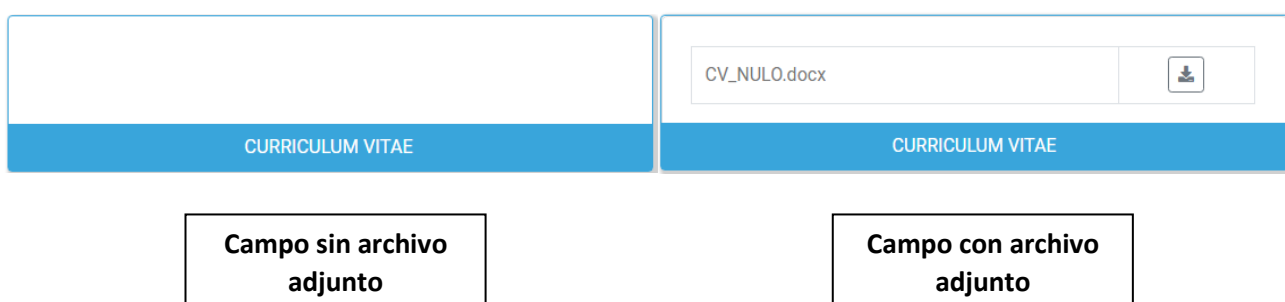 CV_NULO.docx
CURRICULUM VITAE
CURRICULUM VITAE
Campo sin archivo
adjunto
Campo con archivo
adjunto